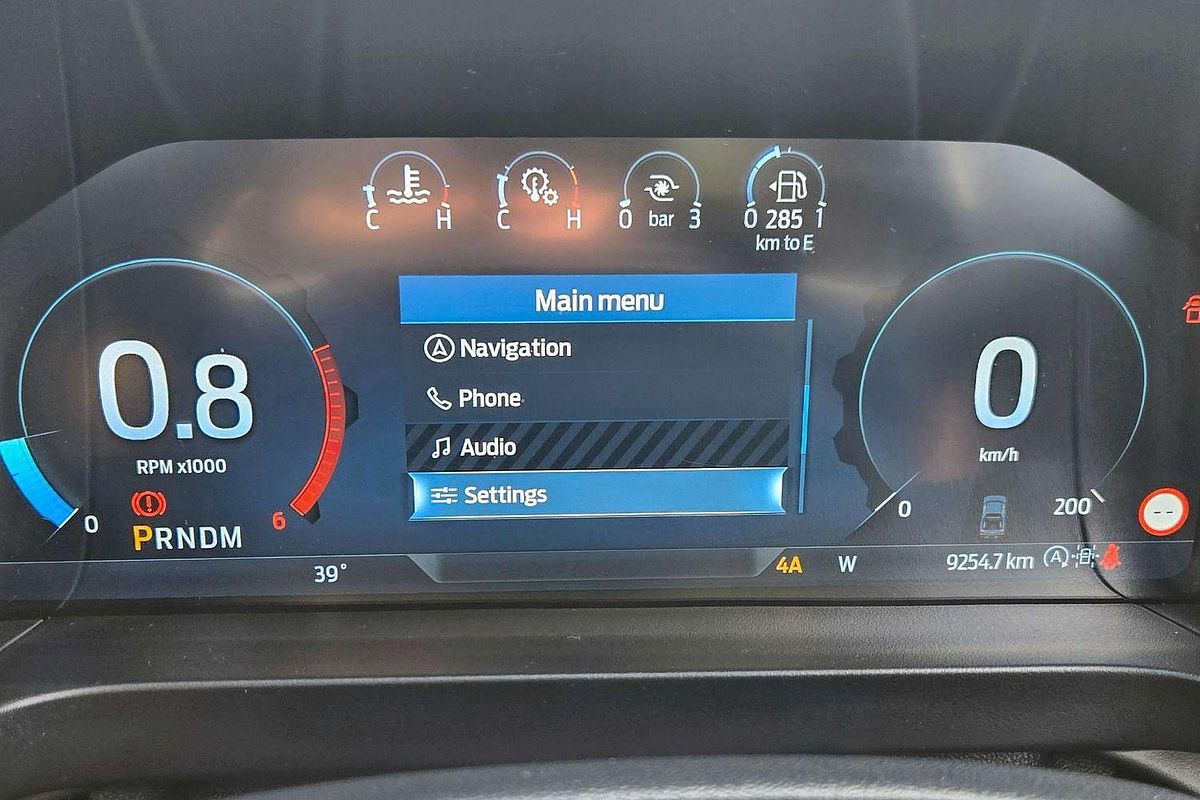 C H
C H
0 bar 3
0 285 1
km to E
Main menu
Navigation
Phone
Audio
Settings
0.8
RPM x1000
0
6
PRNDM
39°
0
km/h
0
200
--
4A
W
9254.7 km
A